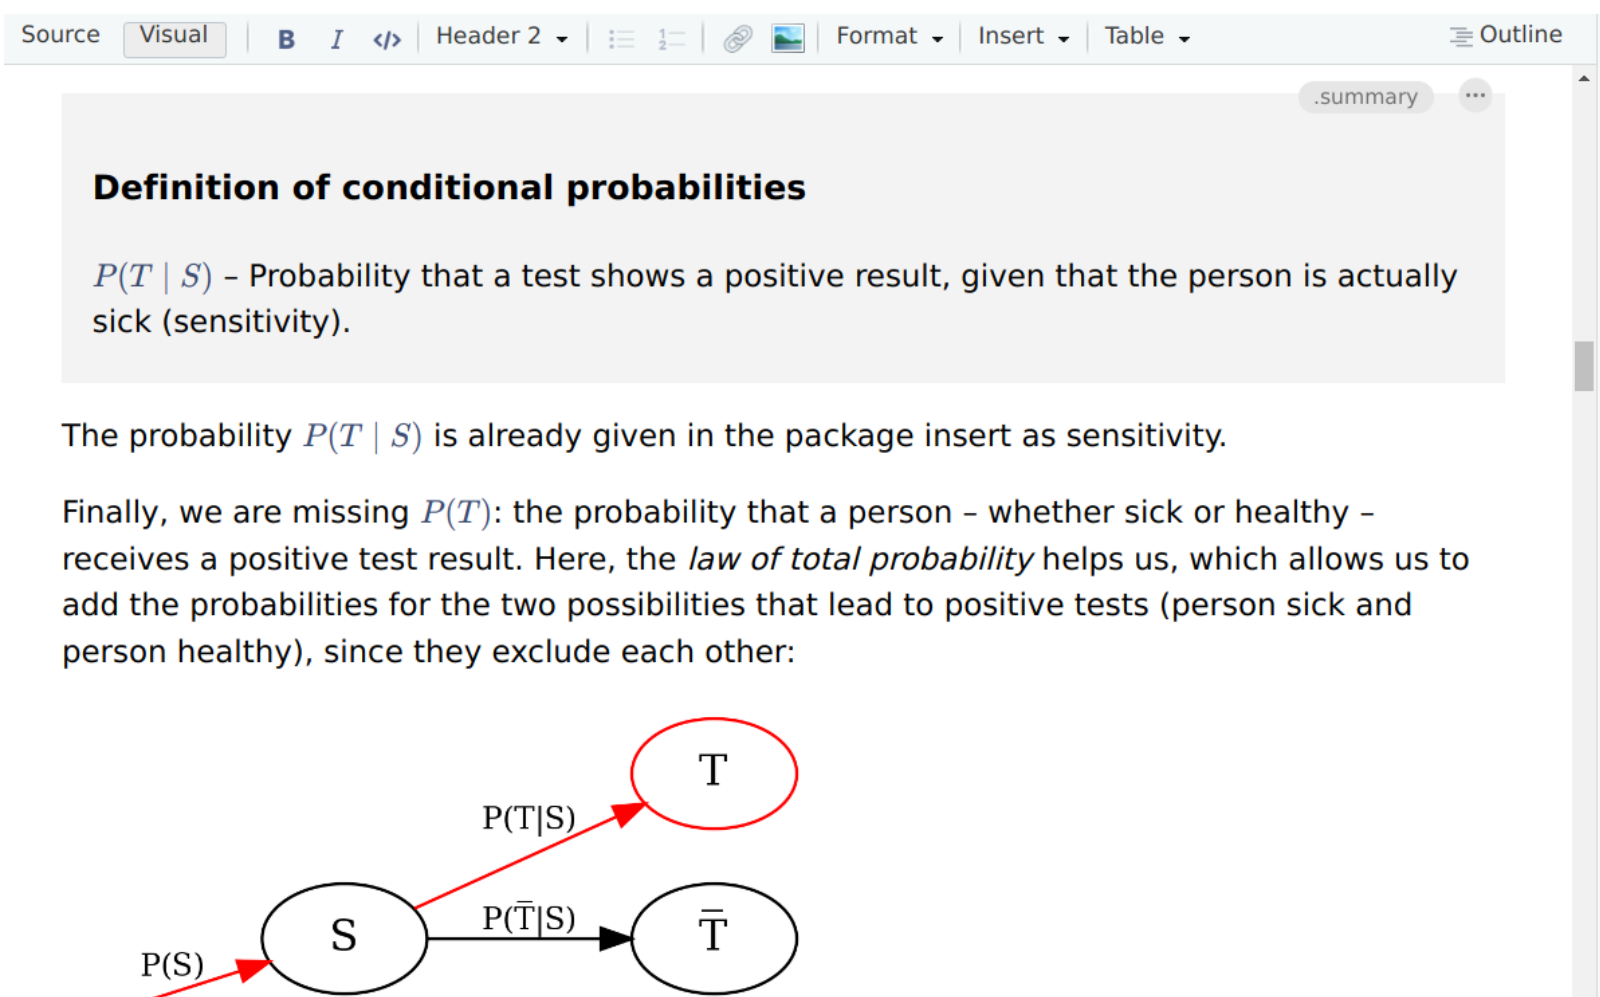 Source Visual B I </> Header 2 Format Insert Table Outline
.summary ···
Definition of conditional probabilities
P(T | S) – Probability that a test shows a positive result, given that the person is actually
sick (sensitivity).
The probability P(T | S) is already given in the package insert as sensitivity.
Finally, we are missing P(T): the probability that a person – whether sick or healthy –
receives a positive test result. Here, the law of total probability helps us, which allows us to
add the probabilities for the two possibilities that lead to positive tests (person sick and
person healthy), since they exclude each other:
T
P(T|S)
P(T̅|S)
S
T̅
P(S)